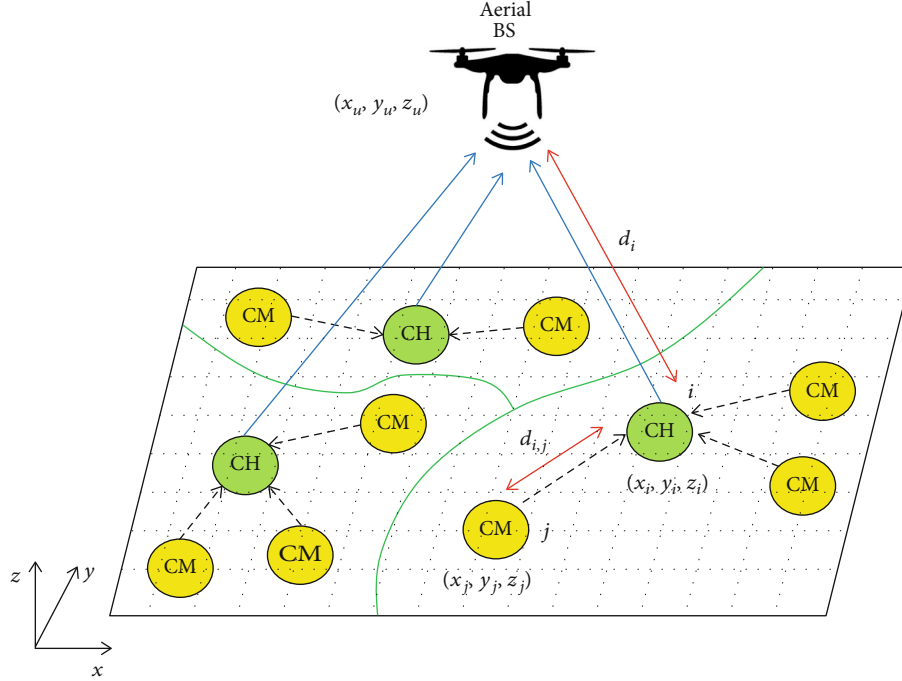 Aerial
BS
(x_u, y_u, z_u)
d_i
CM
CH
CM
CM
i
CM
CH
d_{i,j}
CH
(x_i, y_i, z_i)
CM
CM
j
CM
CM
(x_j, y_j, z_j)
z
y
x